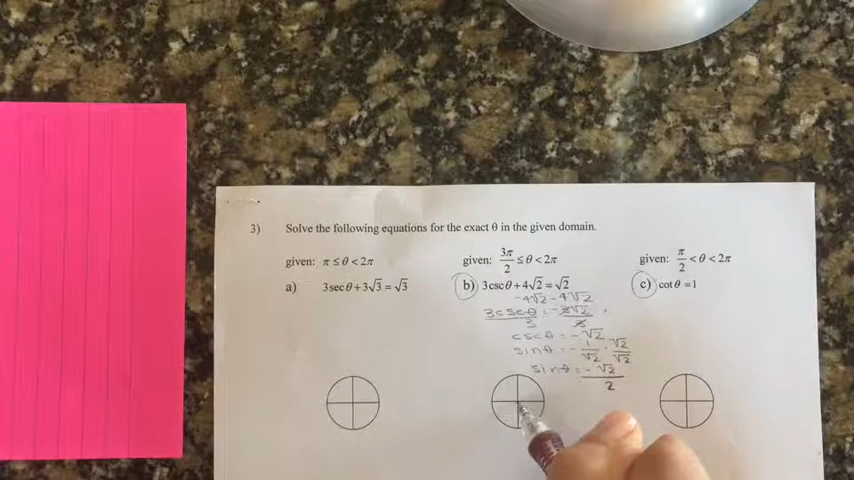 3) Solve the following equations for the exact θ in the given domain.
given: π ≤ θ < 2π
a) 3secθ + 3√3 = √3
given: 3π/2 ≤ θ < 2π
b) 3cscθ + 4√2 = √2
-4√2 -4√2
3cscθ/3 = -3√2/3
cscθ = -√2
sinθ = -1/√2 · √2/√2
sinθ = -√2/2
given: π/2 < θ < 2π
c) cotθ = 1